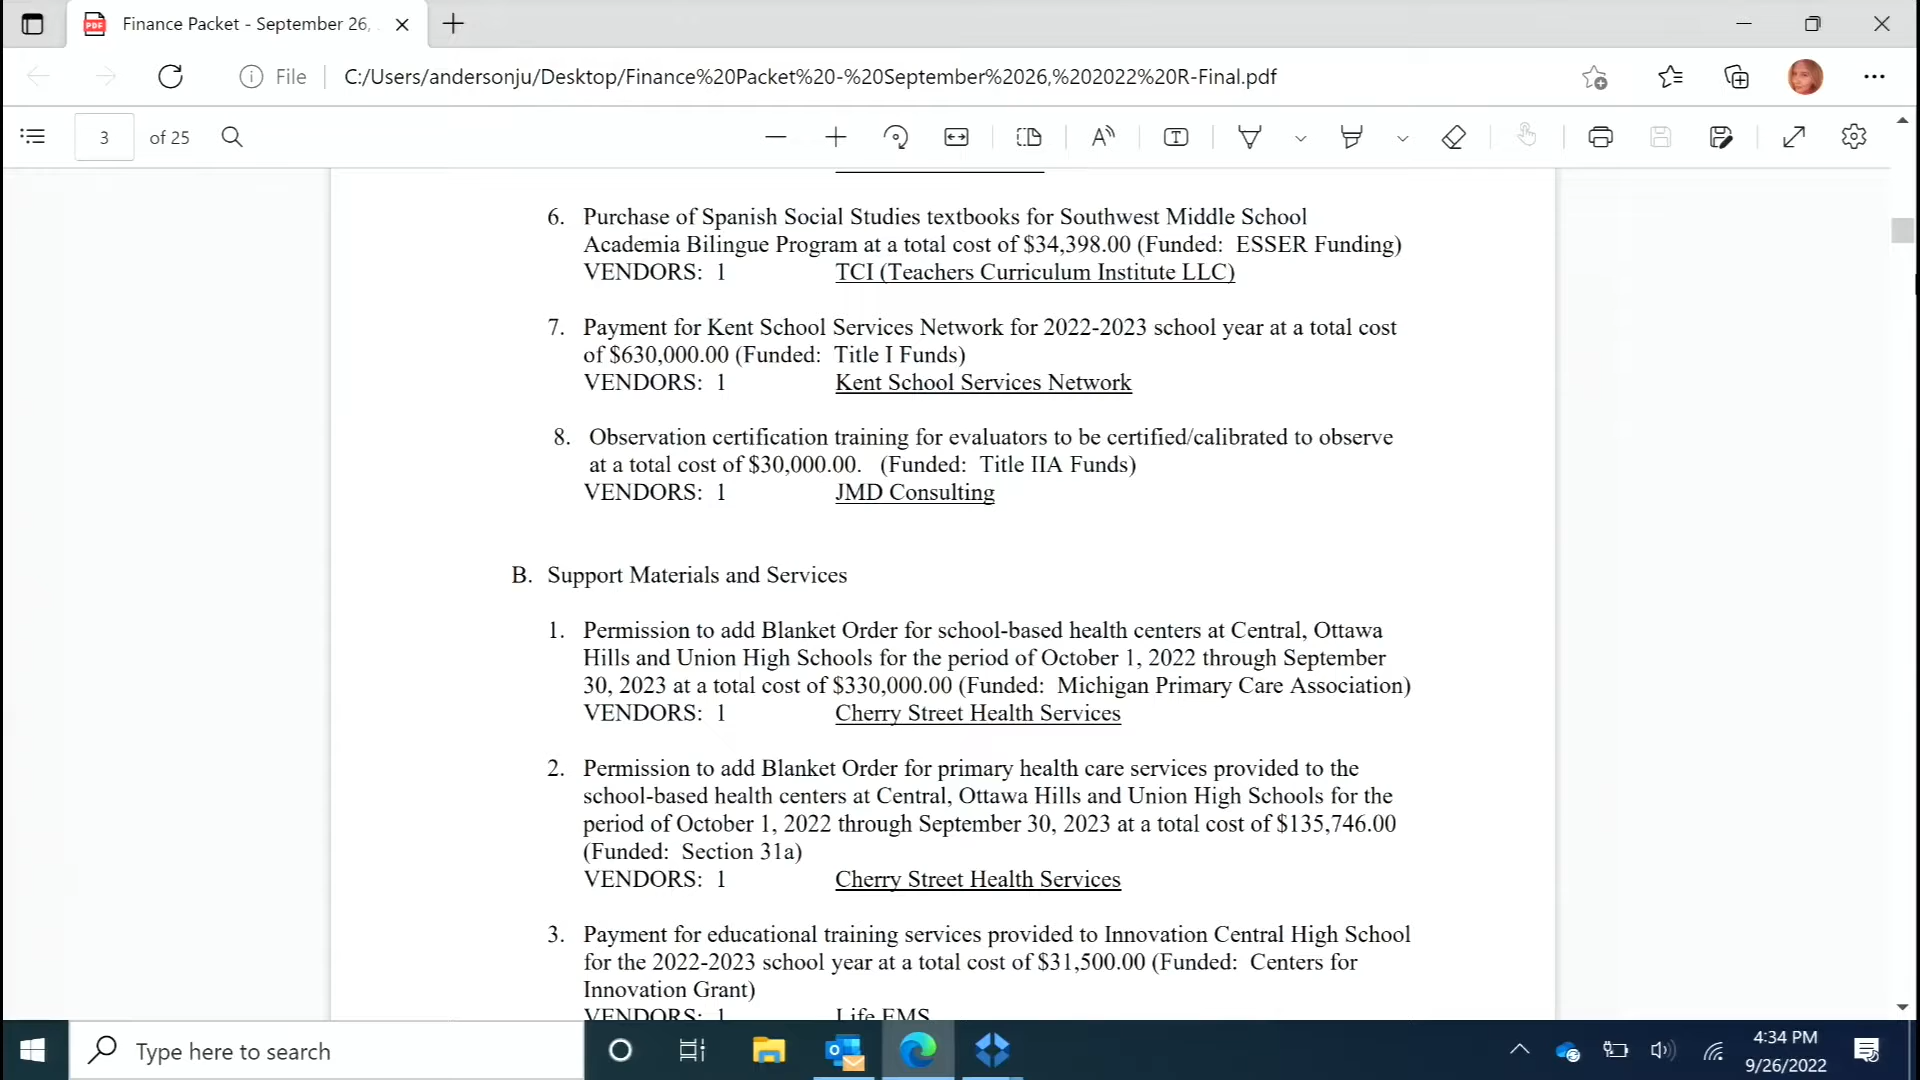 Finance Packet - September 26,
File
C:/Users/andersonju/Desktop/Finance%20Packet%20-%20September%2026,%202022%20R-Final.pdf
3 of 25
6. Purchase of Spanish Social Studies textbooks for Southwest Middle School
Academia Bilingue Program at a total cost of $34,398.00 (Funded: ESSER Funding)
VENDORS: 1 TCI (Teachers Curriculum Institute LLC)
7. Payment for Kent School Services Network for 2022-2023 school year at a total cost
of $630,000.00 (Funded: Title I Funds)
VENDORS: 1 Kent School Services Network
8. Observation certification training for evaluators to be certified/calibrated to observe
at a total cost of $30,000.00. (Funded: Title IIA Funds)
VENDORS: 1 JMD Consulting
B. Support Materials and Services
1. Permission to add Blanket Order for school-based health centers at Central, Ottawa
Hills and Union High Schools for the period of October 1, 2022 through September
30, 2023 at a total cost of $330,000.00 (Funded: Michigan Primary Care Association)
VENDORS: 1 Cherry Street Health Services
2. Permission to add Blanket Order for primary health care services provided to the
school-based health centers at Central, Ottawa Hills and Union High Schools for the
period of October 1, 2022 through September 30, 2023 at a total cost of $135,746.00
(Funded: Section 31a)
VENDORS: 1 Cherry Street Health Services
3. Payment for educational training services provided to Innovation Central High School
for the 2022-2023 school year at a total cost of $31,500.00 (Funded: Centers for
Innovation Grant)
VENDORS: 1 Life EMS
Type here to search
4:34 PM
9/26/2022